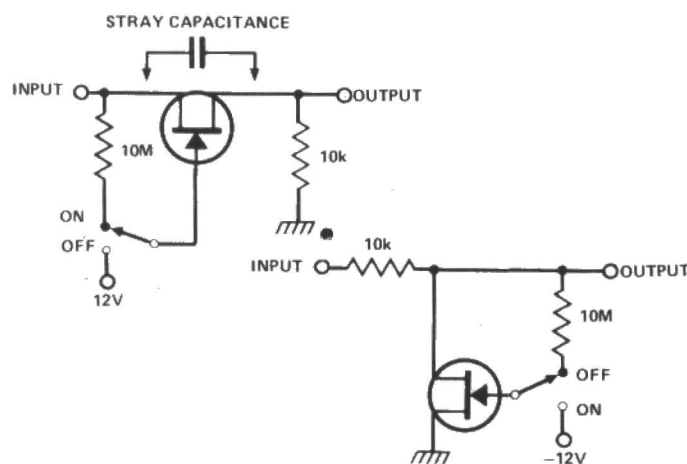 STRAY CAPACITANCE
INPUT
OUTPUT
10M
10k
ON
OFF
12V
INPUT
10k
OUTPUT
10M
OFF
ON
−12V